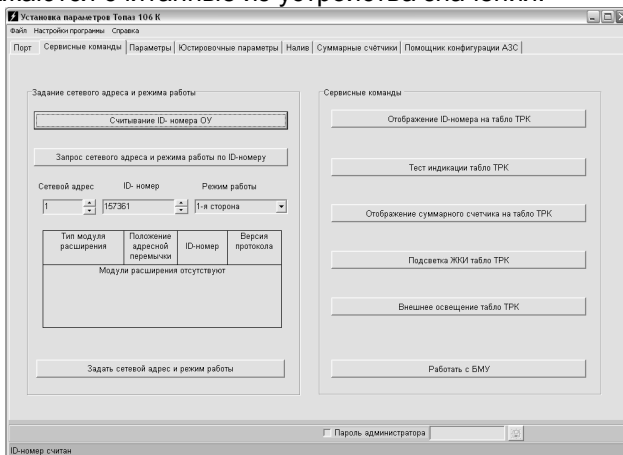 жаются считанные из устройства значения.
Установка параметров Топаз 106 К
Файл Настройки программы Справка
Порт Сервисные команды Параметры Юстировочные параметры Налив Суммарные счётчики Помощник конфигурации АЗС
Задание сетевого адреса и режима работы
Считывание ID- номера ОУ
Запрос сетевого адреса и режима работы по ID-номеру
Сетевой адрес ID- номер Режим работы
1 157361 1-я сторона
Тип модуля расширения Положение адресной перемычки ID-номер Версия протокола
Модули расширения отсутствуют
Задать сетевой адрес и режим работы
Сервисные команды
Отображение ID-номера на табло ТРК
Тест индикации табло ТРК
Отображение суммарного счетчика на табло ТРК
Подсветка ЖКИ табло ТРК
Внешнее освещение табло ТРК
Работать с БМУ
Пароль администратора
ID-номер считан